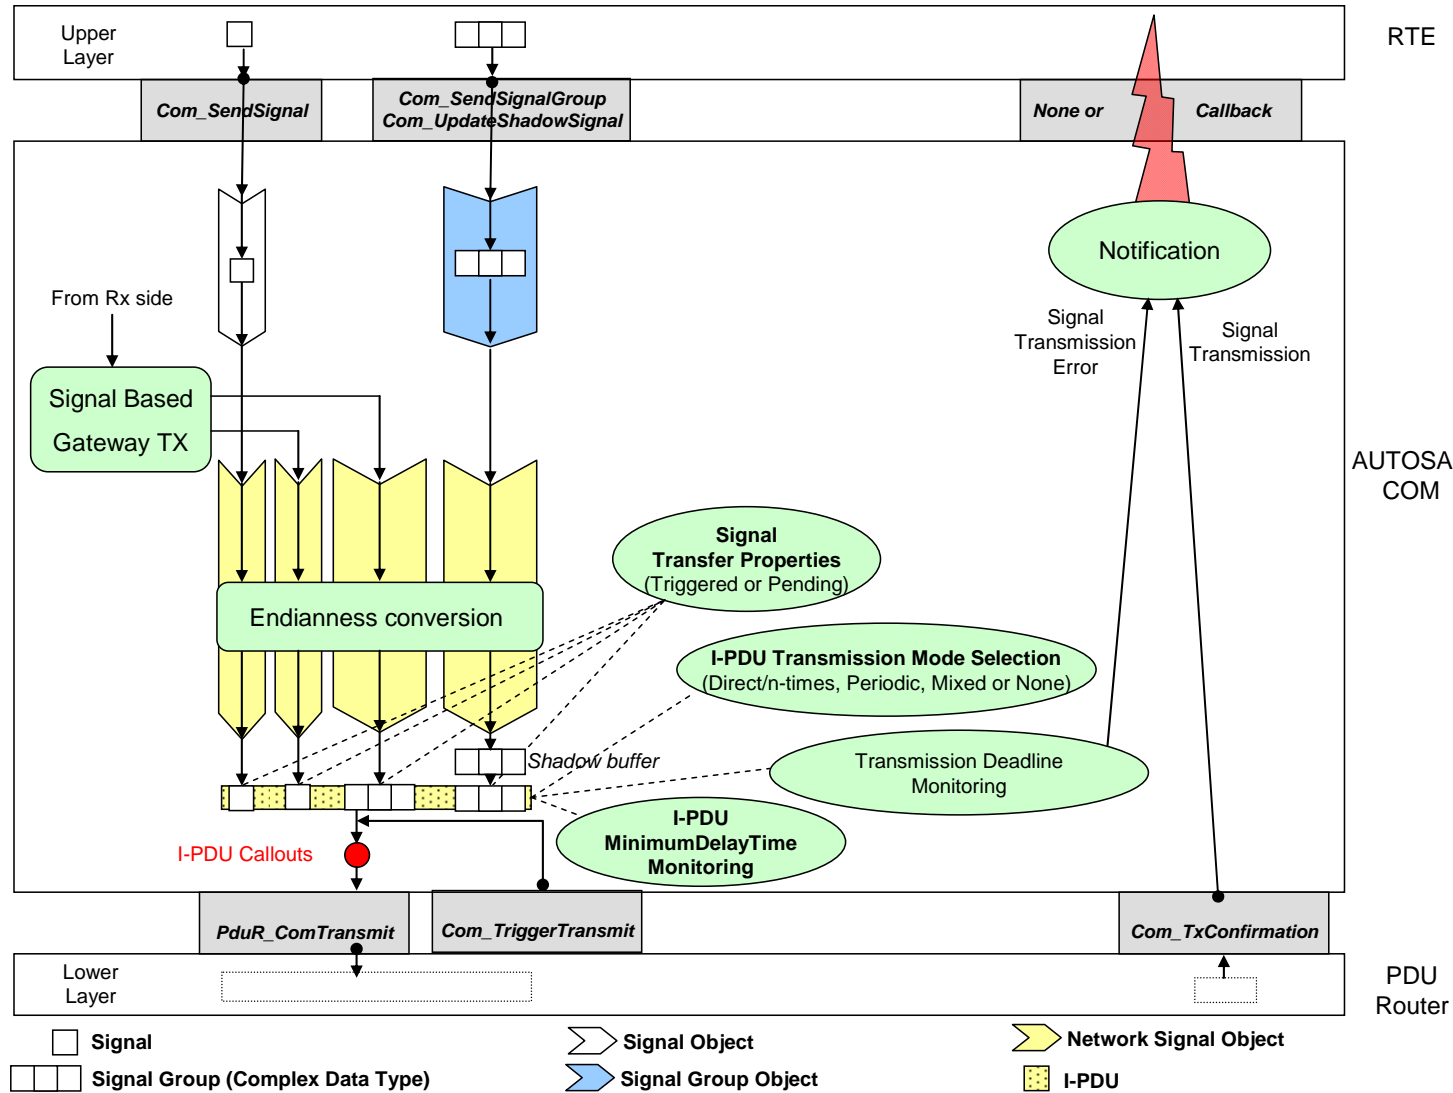 Upper
Layer
RTE
Com_SendSignal
Com_SendSignalGroup
Com_UpdateShadowSignal
None or
Callback
Notification
From Rx side
Signal
Transmission
Error
Signal
Transmission
Signal Based
Gateway TX
AUTOSA
COM
Signal
Transfer Properties
(Triggered or Pending)
Endianness conversion
I-PDU Transmission Mode Selection
(Direct/n-times, Periodic, Mixed or None)
Shadow buffer
Transmission Deadline
Monitoring
I-PDU
MinimumDelayTime
Monitoring
I-PDU Callouts
PduR_ComTransmit
Com_TriggerTransmit
Com_TxConfirmation
Lower
Layer
PDU
Router
Signal
Signal Object
Network Signal Object
Signal Group (Complex Data Type)
Signal Group Object
I-PDU